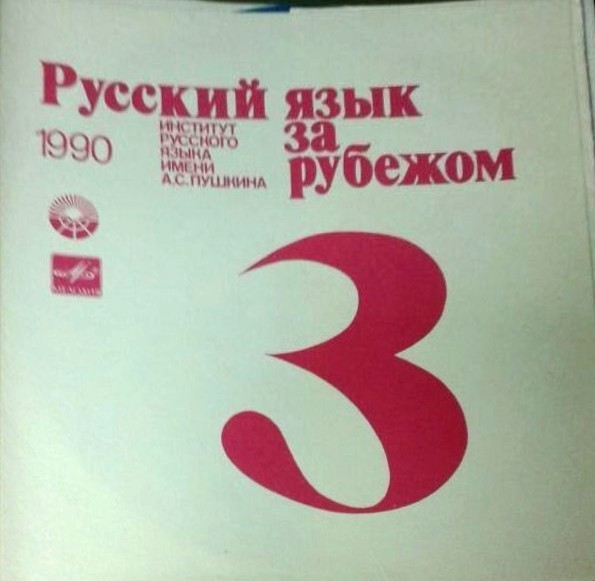 Русский язык
за
рубежом
1990
ИНСТИТУТ
РУССКОГО
ЯЗЫКА
ИМЕНИ
А.С.ПУШКИНА
3